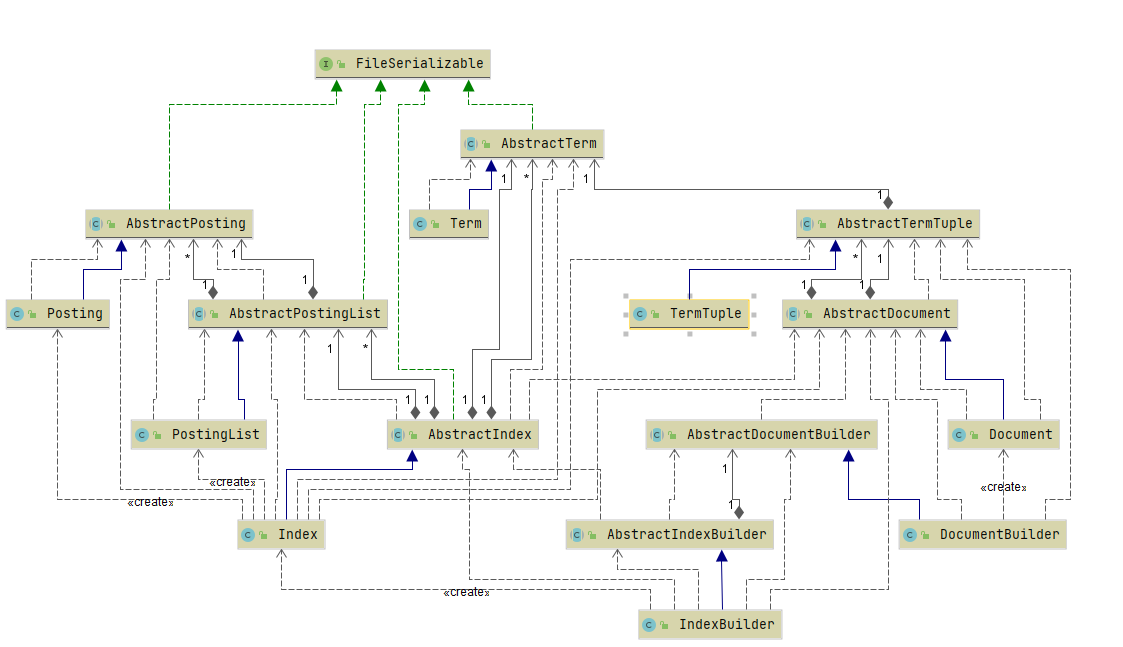 FileSerializable
AbstractTerm
1
*
1
1
AbstractPosting
Term
AbstractTermTuple
*
1
*
1
1
1
1
1
Posting
AbstractPostingList
TermTuple
AbstractDocument
1
*
1
1
1
1
PostingList
AbstractIndex
AbstractDocumentBuilder
Document
1
«create»
«create»
«create»
1
Index
AbstractIndexBuilder
DocumentBuilder
«create»
IndexBuilder